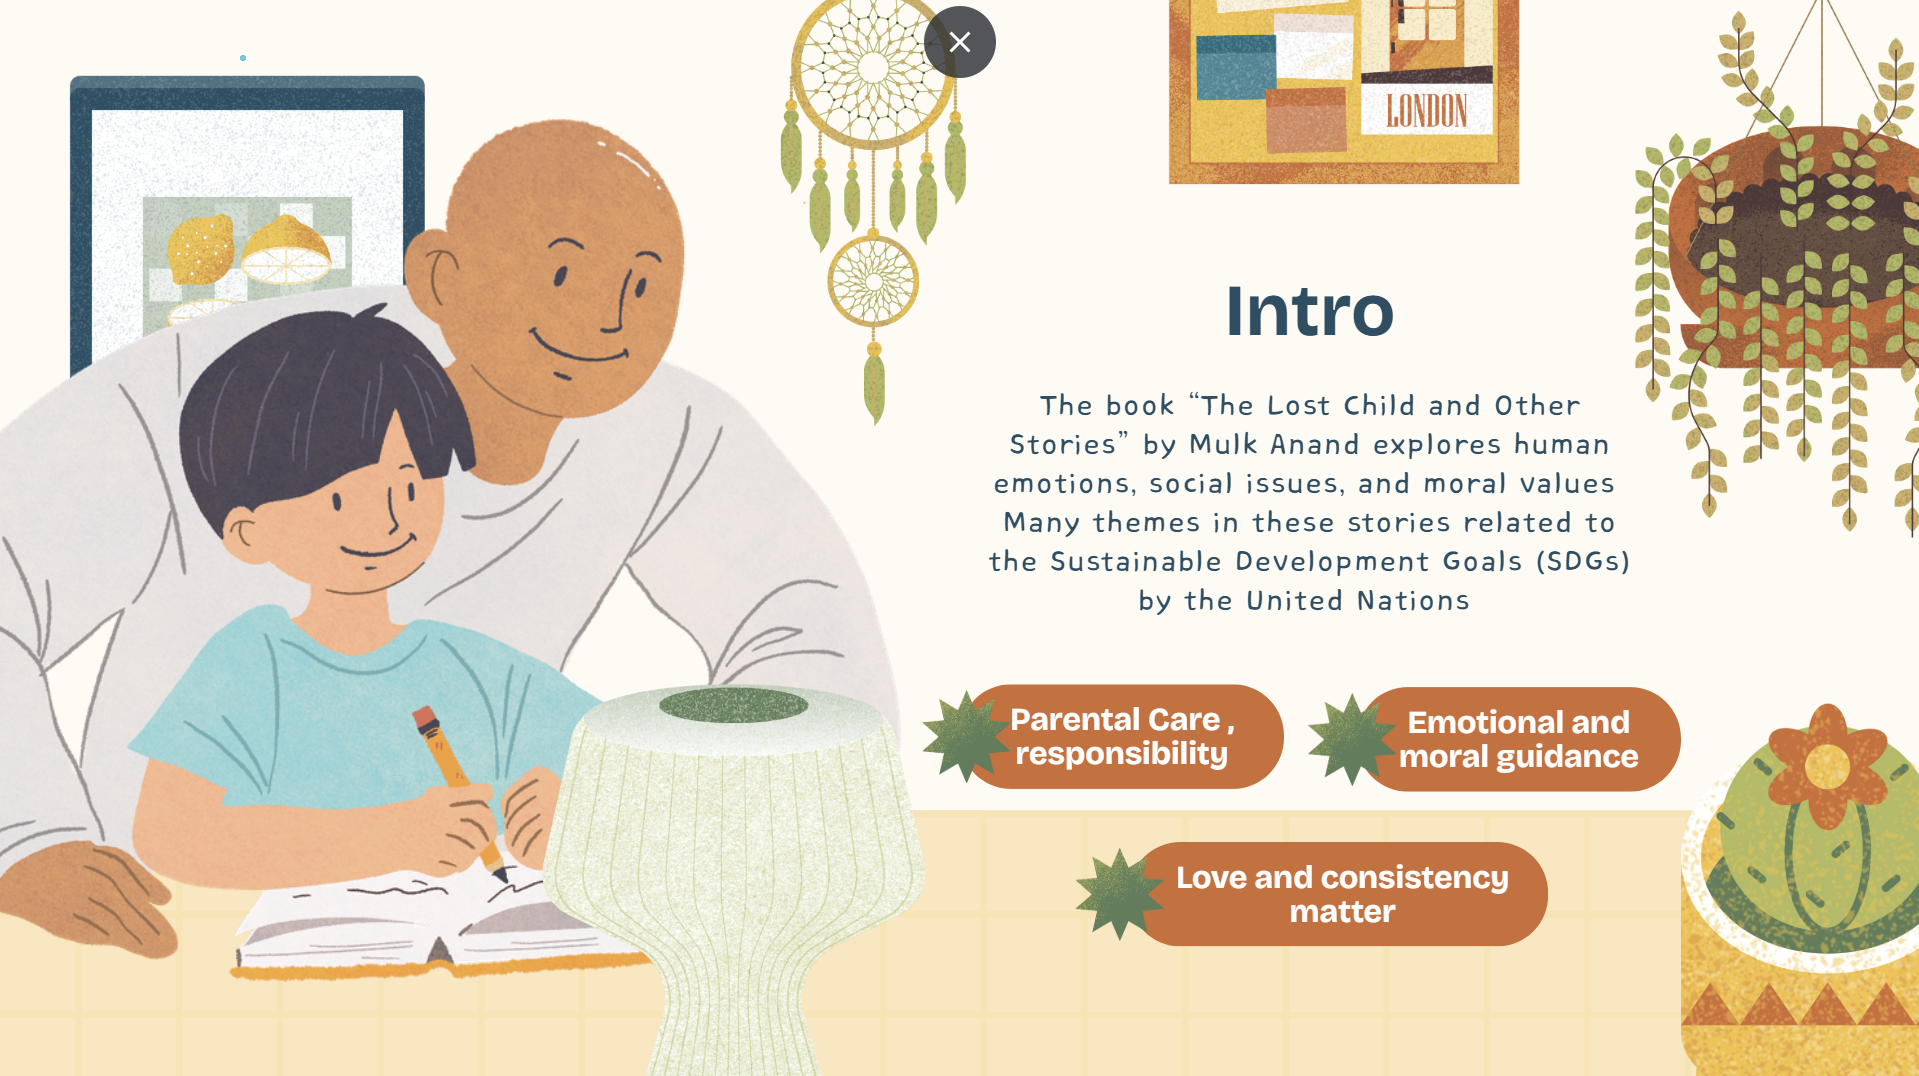 LONDON
Intro
The book “The Lost Child and Other
Stories” by Mulk Anand explores human
emotions, social issues, and moral values
Many themes in these stories related to
the Sustainable Development Goals (SDGs)
by the United Nations
Parental Care ,
responsibility
Emotional and
moral guidance
Love and consistency
matter